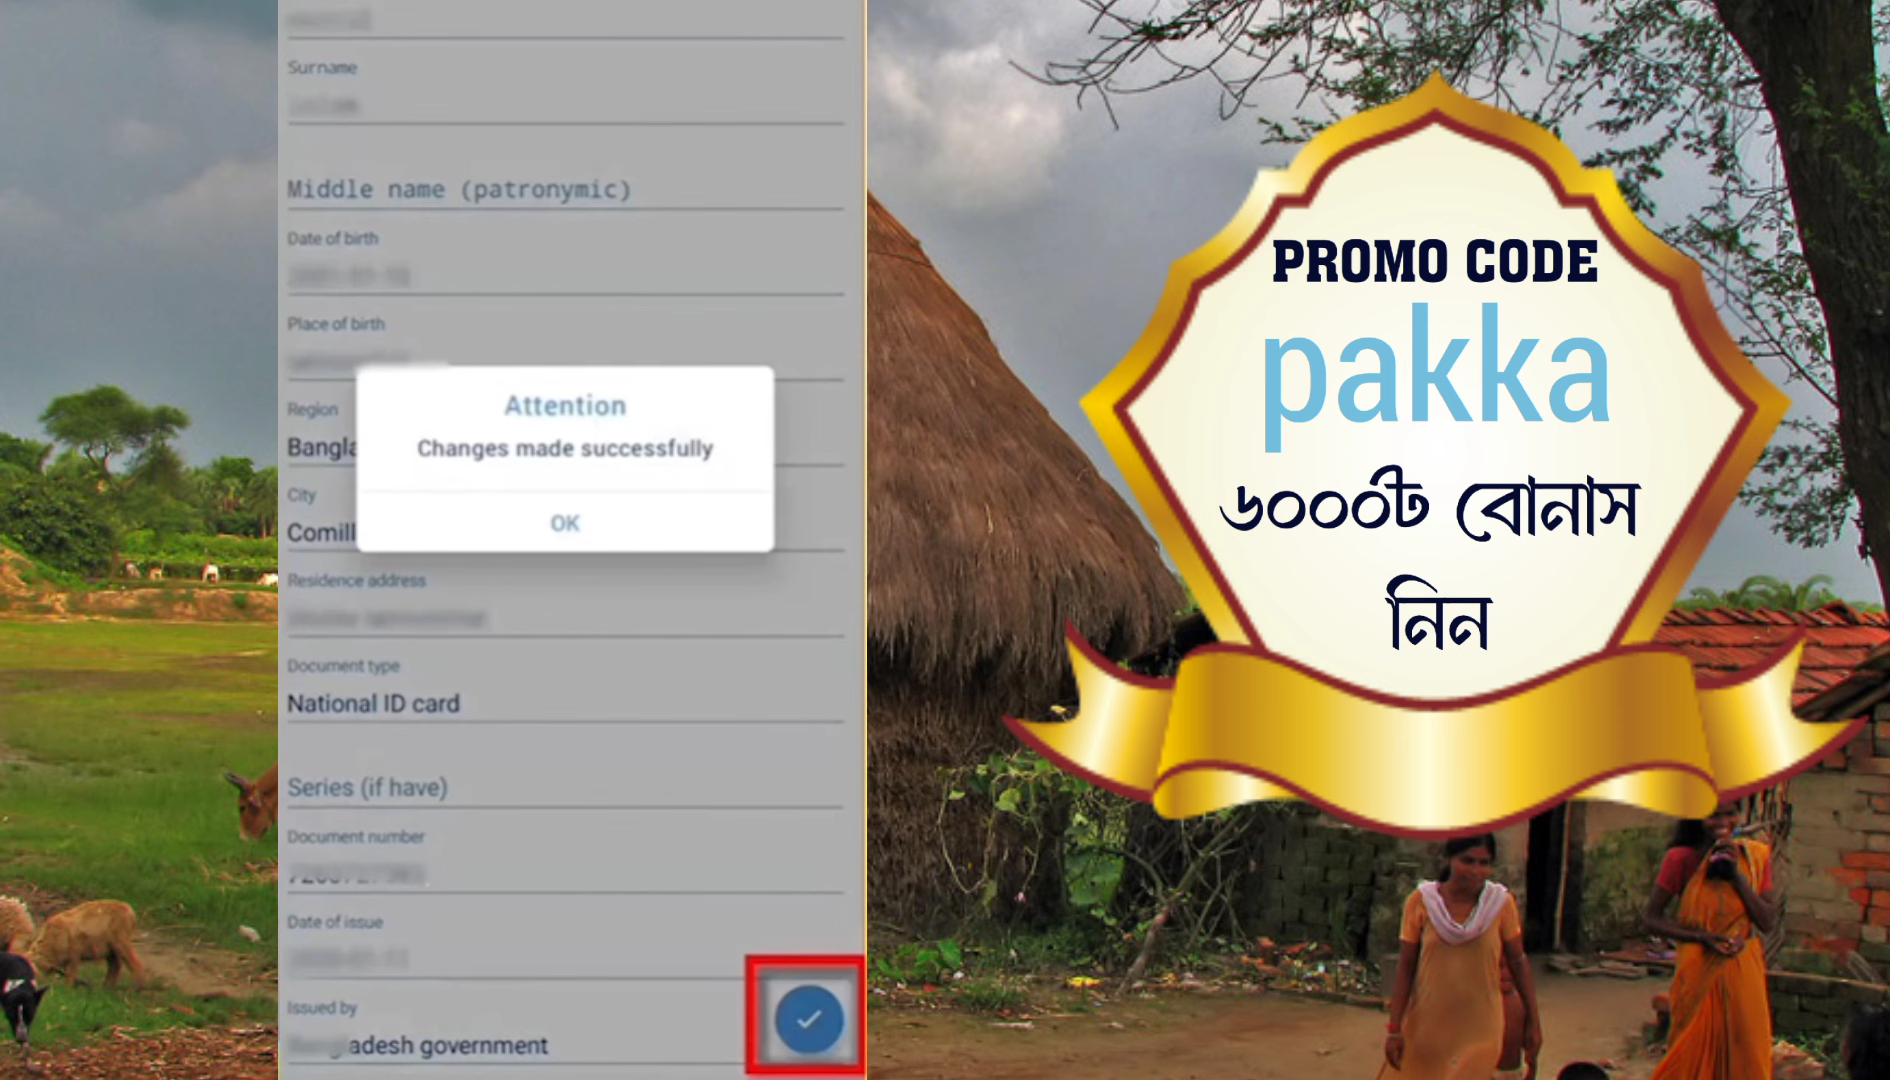 Surname
Middle name (patronymic)
Date of birth
Place of birth
Region
Bangla
City
Comill
Residence address
Document type
National ID card
Series (if have)
Document number
Date of issue
Issued by
adesh government
Attention
Changes made successfully
OK
PROMO CODE
pakka
৬০০০৳ বোনাস
নিন